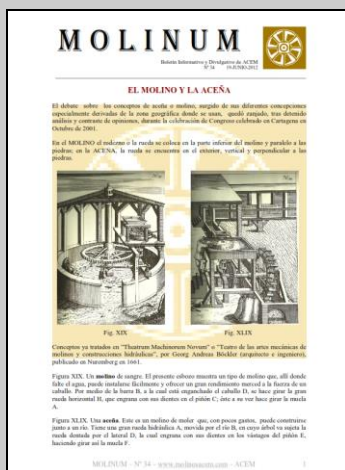 MOLINUM
Boletín Informativo y Divulgativo de ACEM
Nº 34 19-JUNIO-2012
EL MOLINO Y LA ACEÑA
El debate sobre los conceptos de aceña o molino, surgido de sus diferentes concepciones
especialmente derivadas de la zona geográfica donde se usan, quedó zanjado, tras detenido
análisis y contraste de opiniones, durante la celebración de Congreso celebrado en Cartagena en
Octubre de 2001.
En el MOLINO el rodezno o la rueda se coloca en la parte inferior del molino y paralelo a las
piedras; en la ACEÑA, la rueda se encuentra en el exterior, vertical y perpendicular a las
piedras.
Fig. XIX
Fig. XLIX
Conceptos ya tratados en "Theatrum Machinorum Novum" o "Teatro de las artes mecánicas de
molinos y construcciones hidráulicas", por Georg Andreas Böckler (arquitecto e ingeniero),
publicado en Nuremberg en 1661.
Figura XIX. Un molino de sangre. El presente esbozo muestra un tipo de molino que, allí donde
falte el agua, puede instalarse fácilmente y ofrecer un gran rendimiento merced a la fuerza de un
caballo. Por medio de la barra B, a la cual está enganchado el caballo D, se hace girar la gran
rueda horizontal B, que engrana con sus dientes en el piñón C; éste a su vez hace girar la muela
A.
Figura XLIX. Una aceña. Este es un molino de moler que, con pocos gastos, puede construirse
junto a un río. Tiene una gran rueda hidráulica A, movida por el río B, en cuyo árbol va sujeta la
rueda dentada por el lateral D, la cual engrana con sus dientes en los vástagos del piñón E,
haciendo girar así la muela F.
MOLINUM - Nº 34 - www.molinosacem.com - ACEM 1